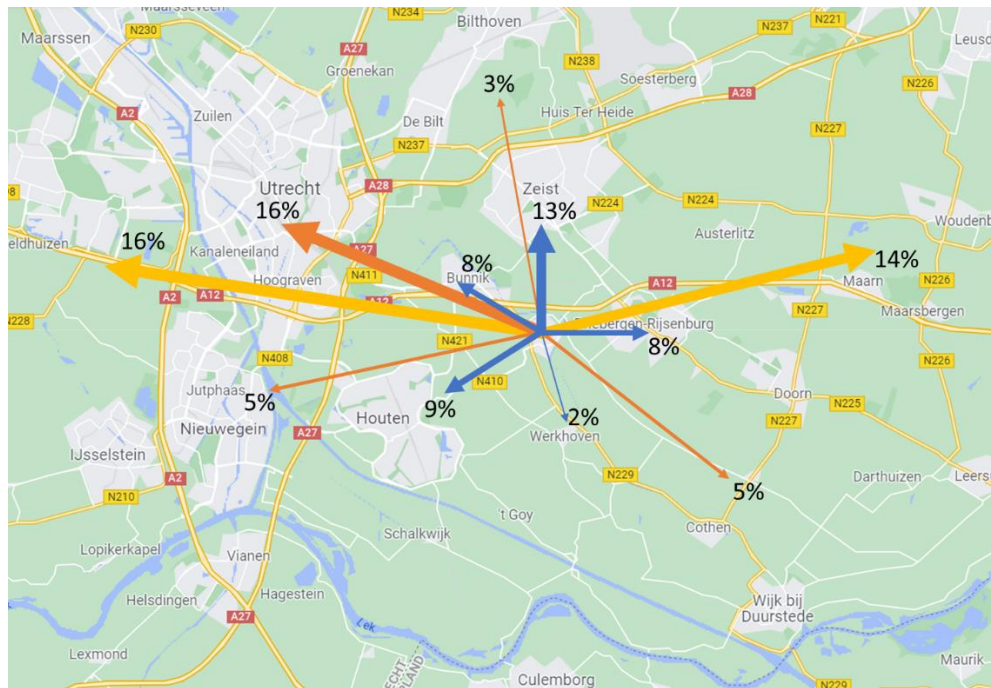 Maarsseveen
N234
Bilthoven
N237
N221
Leusd
Maarssen
N230
A27
Groenekan
N238
Soesterberg
N226
A2
3%
A28
Zuilen
De Bilt
Huis Ter Heide
N227
N237
Utrecht
A28
Zeist
N224
N224
Woudenb
16%
13%
Austerlitz
eldhuizen
16%
Kanaleneiland
A27
N411
8%
Bunnik
14%
N226
Hoograven
A12
Maarn
A2
A12
A12
Maarsbergen
N228
N227
Driebergen-Rijsenburg
N421
8%
N408
N226
Jutphaas
N410
Doorn
5%
9%
Houten
2%
N225
Nieuwegein
N227
A27
Werkhoven
IJsselstein
A2
N229
Darthuizen
Leers
N210
5%
't Goy
Cothen
Schalkwijk
Lopikerkapel
Vianen
Helsdingen
Hagestein
Wijk bij
Duurstede
A27
Lek
Lexmond
Maurik
Culemborg
N229